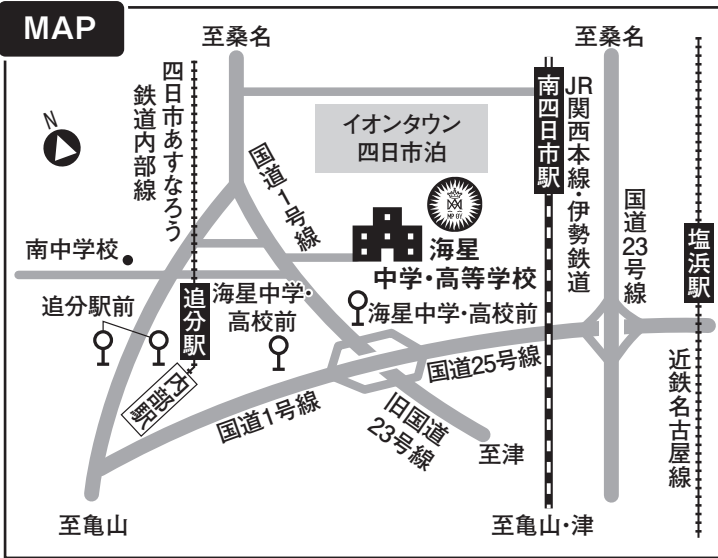 MAP
至桑名
至桑名
N
四日市あすなろう
鉄道内部線
国道1号線
イオンタウン
四日市泊
南四日市駅
JR
関西本線・伊勢鉄道
国道23号線
塩浜駅
近鉄名古屋線
南中学校
海星
中学・高等学校
追分駅前
追分駅
内部駅
海星中学・
高校前
海星中学・高校前
国道25号線
国道1号線
旧国道
23号線
至津
至亀山
至亀山・津